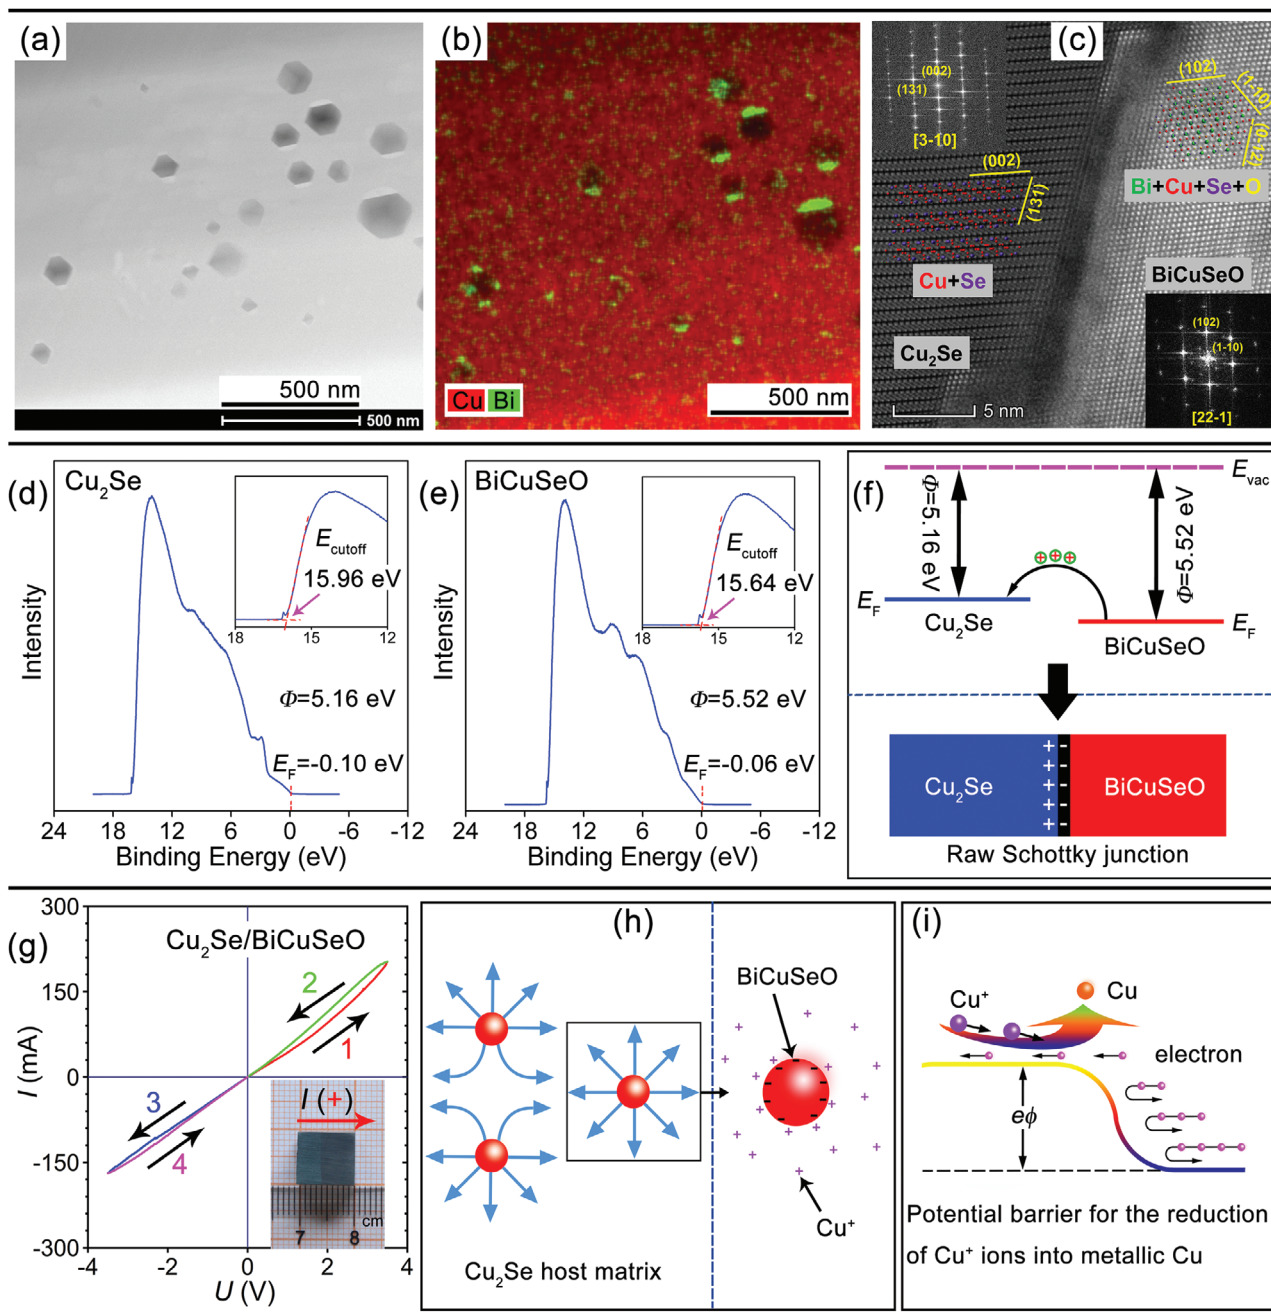 (a)
500 nm
500 nm
(b)
Cu Bi
500 nm
(c)
(002)
(131)
[3-10]
(002)
(131)
Cu+Se
Cu2Se
5 nm
(102)
(1-10)
(0-12)
Bi+Cu+Se+O
BiCuSeO
(102)
(1-10)
[22-1]
(d)
Cu2Se
Intensity
Ecutoff
15.96 eV
18 15 12
Φ=5.16 eV
EF=-0.10 eV
24 18 12 6 0 -6 -12
Binding Energy (eV)
(e)
BiCuSeO
Intensity
Ecutoff
15.64 eV
18 15 12
Φ=5.52 eV
EF=-0.06 eV
24 18 12 6 0 -6 -12
Binding Energy (eV)
(f)
Evac
Φ=5.16 eV
Φ=5.52 eV
+ + +
EF
Cu2Se
BiCuSeO
EF
Cu2Se
+ -
+ -
+ -
+ -
+ -
BiCuSeO
Raw Schottky junction
(g)
Cu2Se/BiCuSeO
I (mA)
300
150
0
-150
-300
2
1
3
4
I (+)
cm
7 8
-4 -2 0 2 4
U (V)
(h)
BiCuSeO
Cu+
Cu2Se host matrix
(i)
Cu+
Cu
electron
eϕ
Potential barrier for the reduction
of Cu+ ions into metallic Cu